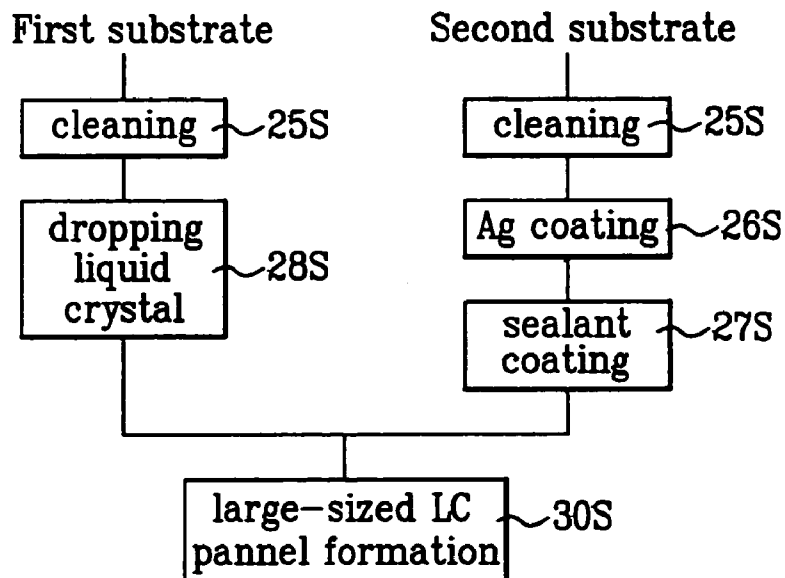 First substrate
Second substrate
cleaning
25S
cleaning
25S
dropping
liquid
crystal
28S
Ag coating
26S
sealant
coating
27S
large-sized LC
pannel formation
30S